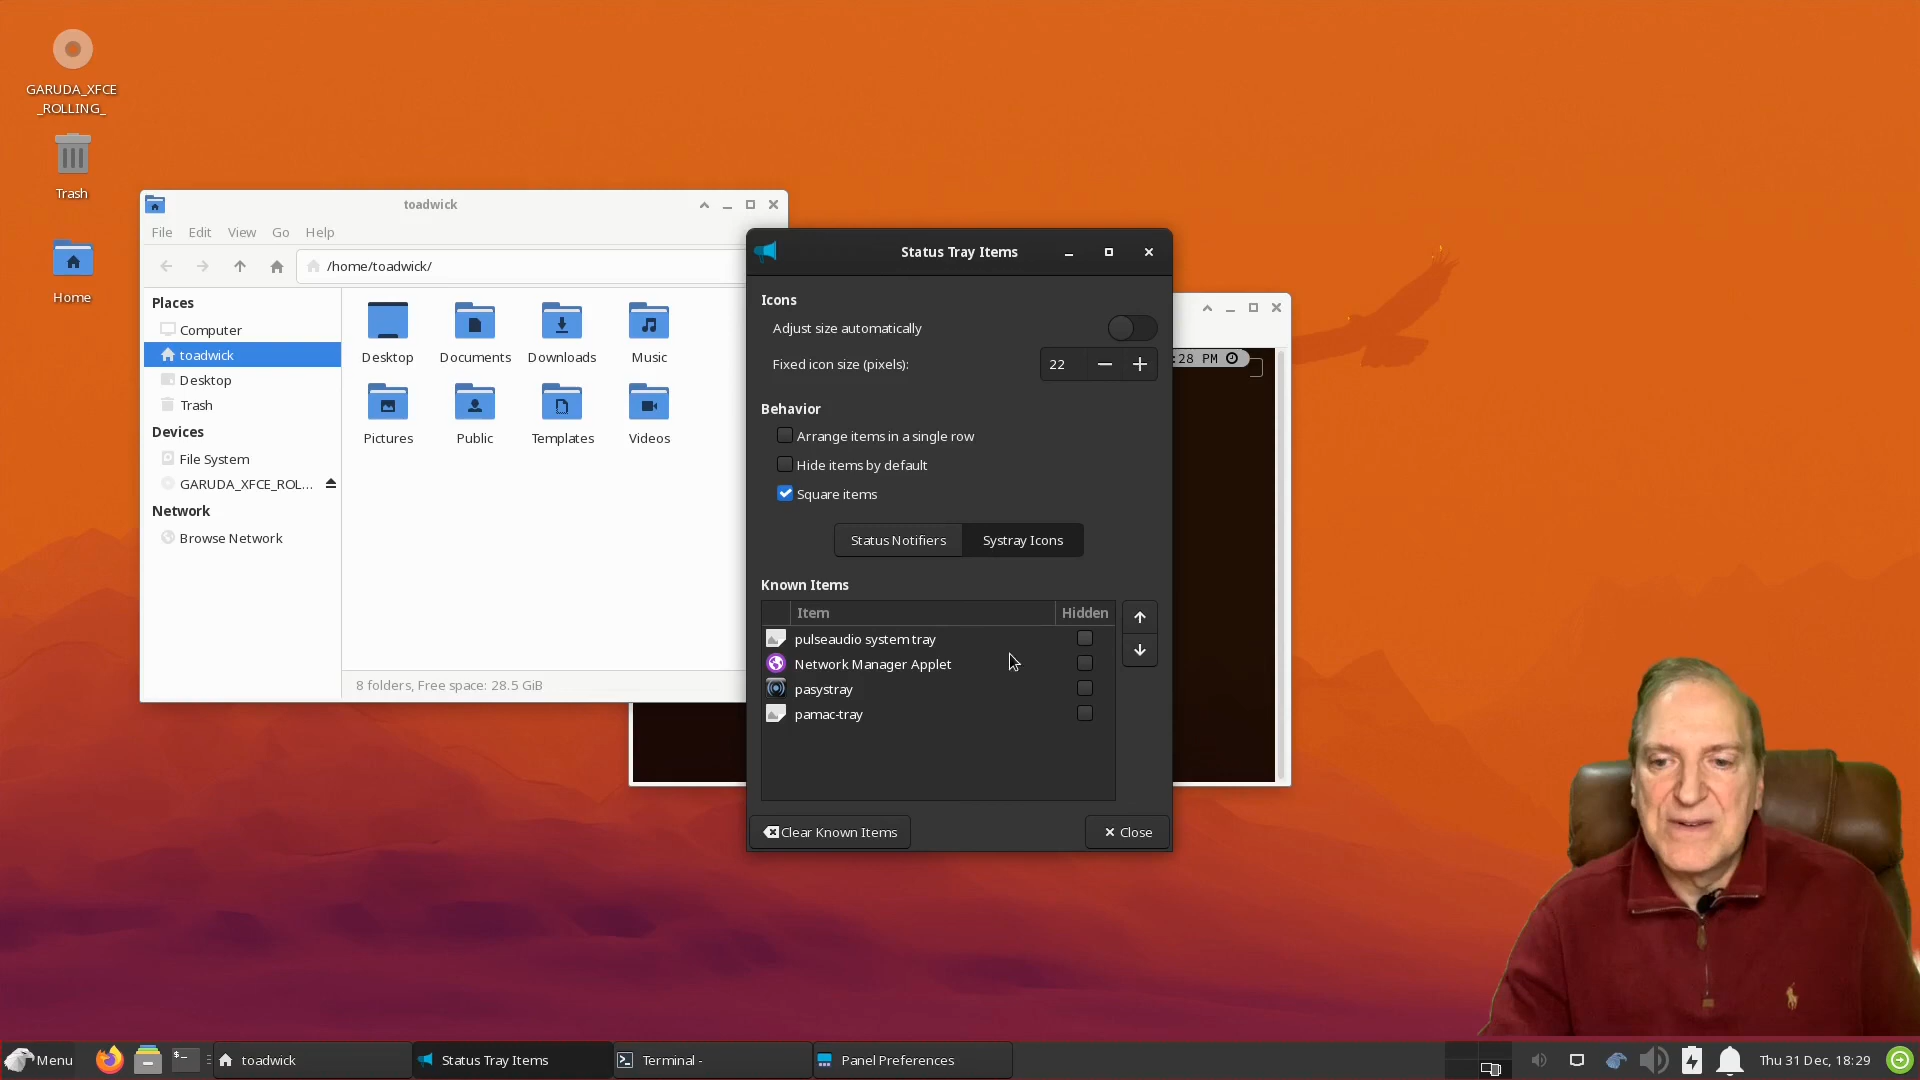 GARUDA_XFCE
_ROLLING_
Trash
Home
toadwick
File Edit View Go Help
/home/toadwick/
Places
Computer
toadwick
Desktop
Trash
Devices
File System
GARUDA_XFCE_ROL...
Network
Browse Network
Desktop Documents Downloads Music
Pictures Public Templates Videos
8 folders, Free space: 28.5 GiB
:28 PM
Status Tray Items
Icons
Adjust size automatically
Fixed icon size (pixels): 22
Behavior
Arrange items in a single row
Hide items by default
Square items
Status Notifiers Systray Icons
Known Items
Item Hidden
pulseaudio system tray
Network Manager Applet
pasystray
pamac-tray
Clear Known Items Close
Menu toadwick Status Tray Items Terminal - Panel Preferences Thu 31 Dec, 18:29